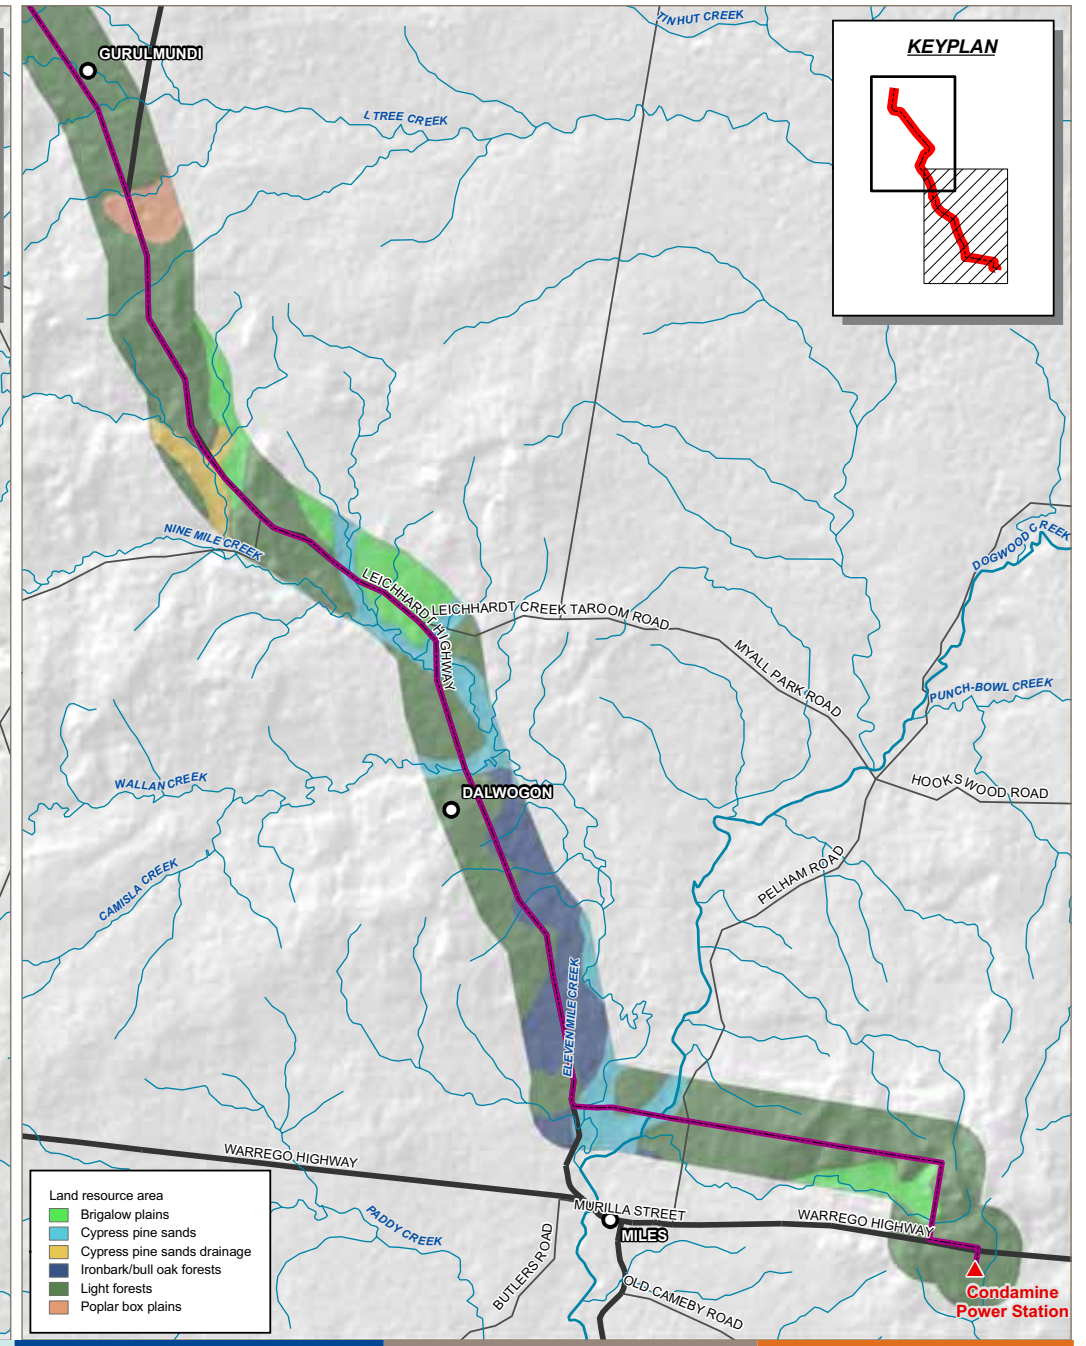 TINHUT CREEK
KEYPLAN
GURULMUNDI
L TREE CREEK
NINE MILE CREEK
DOGWOOD CREEK
LEICHHARDT HIGHWAY
LEICHHARDT CREEK TAROOM ROAD
MYALL PARK ROAD
PUNCH-BOWL CREEK
WALLAN CREEK
DALWOGON
HOOKSWOOD ROAD
CAMISLA CREEK
PELHAM ROAD
ELEVEN MILE CREEK
WARREGO HIGHWAY
MURILLA STREET
WARREGO HIGHWAY
PADDY CREEK
MILES
BUTLERS ROAD
OLD CAMEBY ROAD
Condamine
Power Station
Land resource area
Brigalow plains
Cypress pine sands
Cypress pine sands drainage
Ironbark/bull oak forests
Light forests
Poplar box plains